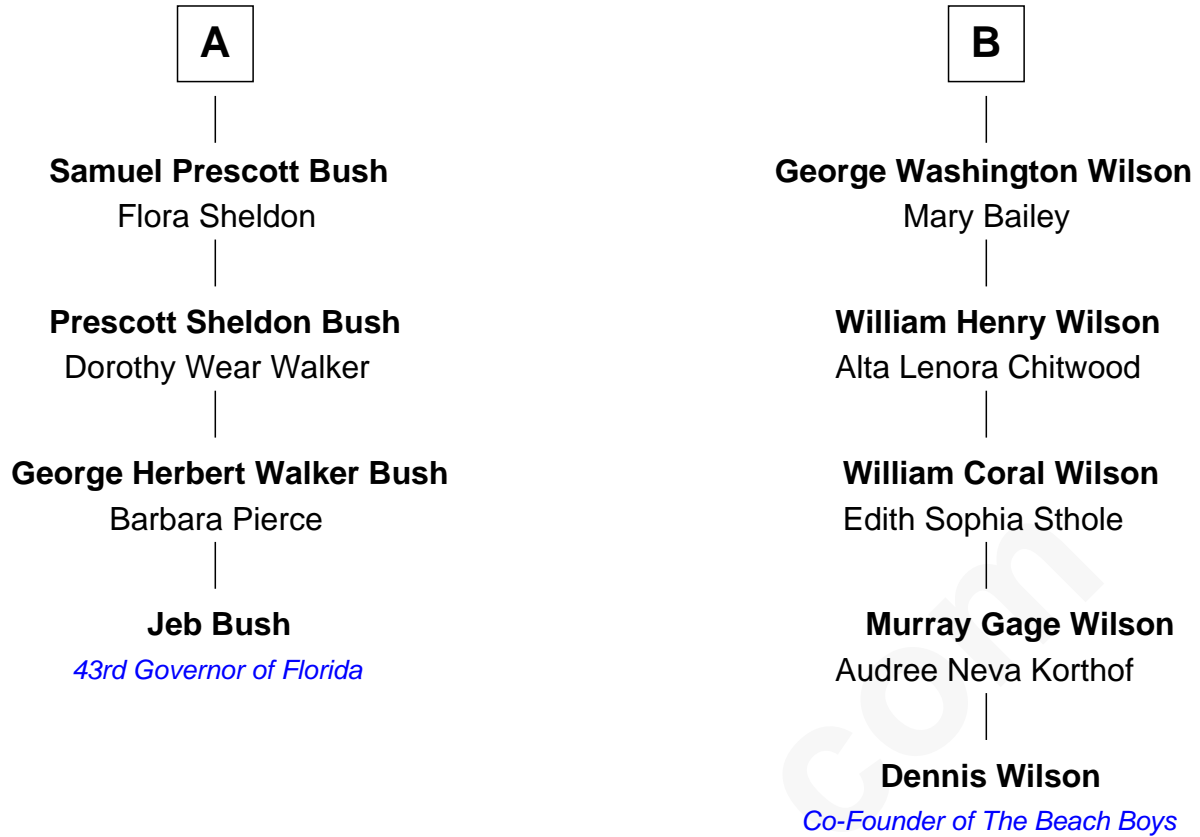 A
Samuel Prescott Bush
Flora Sheldon
Prescott Sheldon Bush
Dorothy Wear Walker
George Herbert Walker Bush
Barbara Pierce
Jeb Bush
43rd Governor of Florida
B
George Washington Wilson
Mary Bailey
William Henry Wilson
Alta Lenora Chitwood
William Coral Wilson
Edith Sophia Sthole
Murray Gage Wilson
Audree Neva Korthof
Dennis Wilson
Co-Founder of The Beach Boys
com